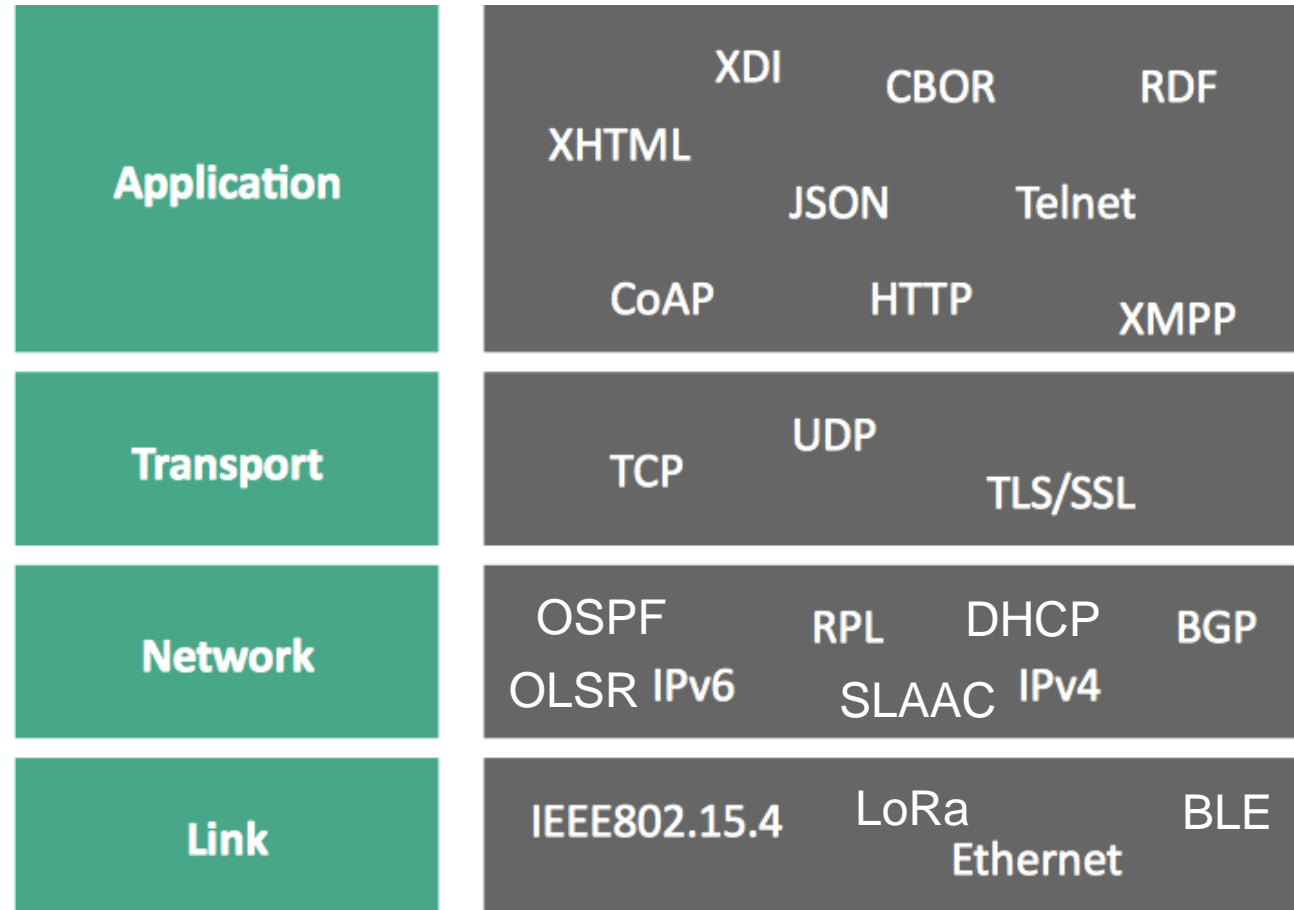 Application
XDI CBOR RDF
XHTML
JSON Telnet
CoAP HTTP XMPP
Transport
UDP
TCP
TLS/SSL
Network
OSPF RPL DHCP BGP
OLSR IPv6 SLAAC IPv4
Link
IEEE802.15.4 LoRa BLE
Ethernet